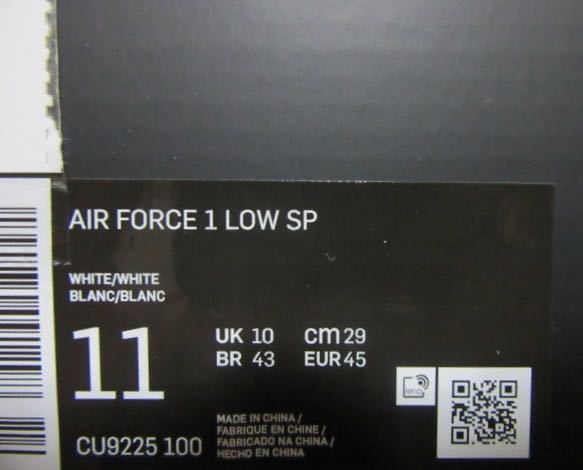 AIR FORCE 1 LOW SP
WHITE/WHITE
BLANC/BLANC
11
UK 10 cm 29
BR 43 EUR 45
CU9225 100
MADE IN CHINA /
FABRIQUE EN CHINE /
FABRICADO NA CHINA /
HECHO EN CHINA